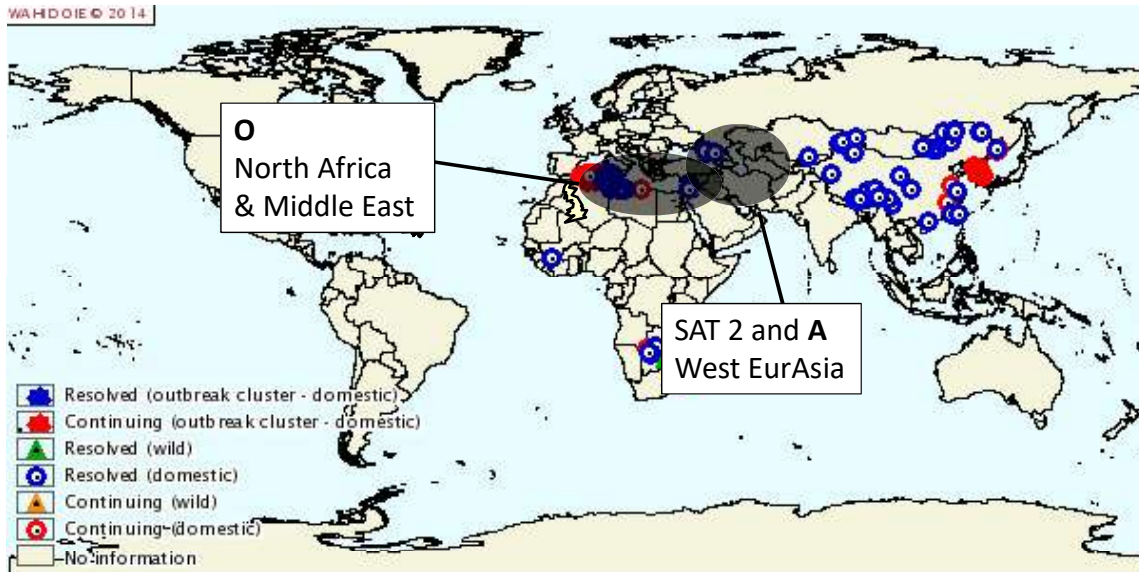 WAHIDOIE © 2014
O
North Africa
& Middle East
SAT 2 and A
West EurAsia
Resolved (outbreak cluster - domestic)
Continuing (outbreak cluster - domestic)
Resolved (wild)
Resolved (domestic)
Continuing (wild)
Continuing (domestic)
No information